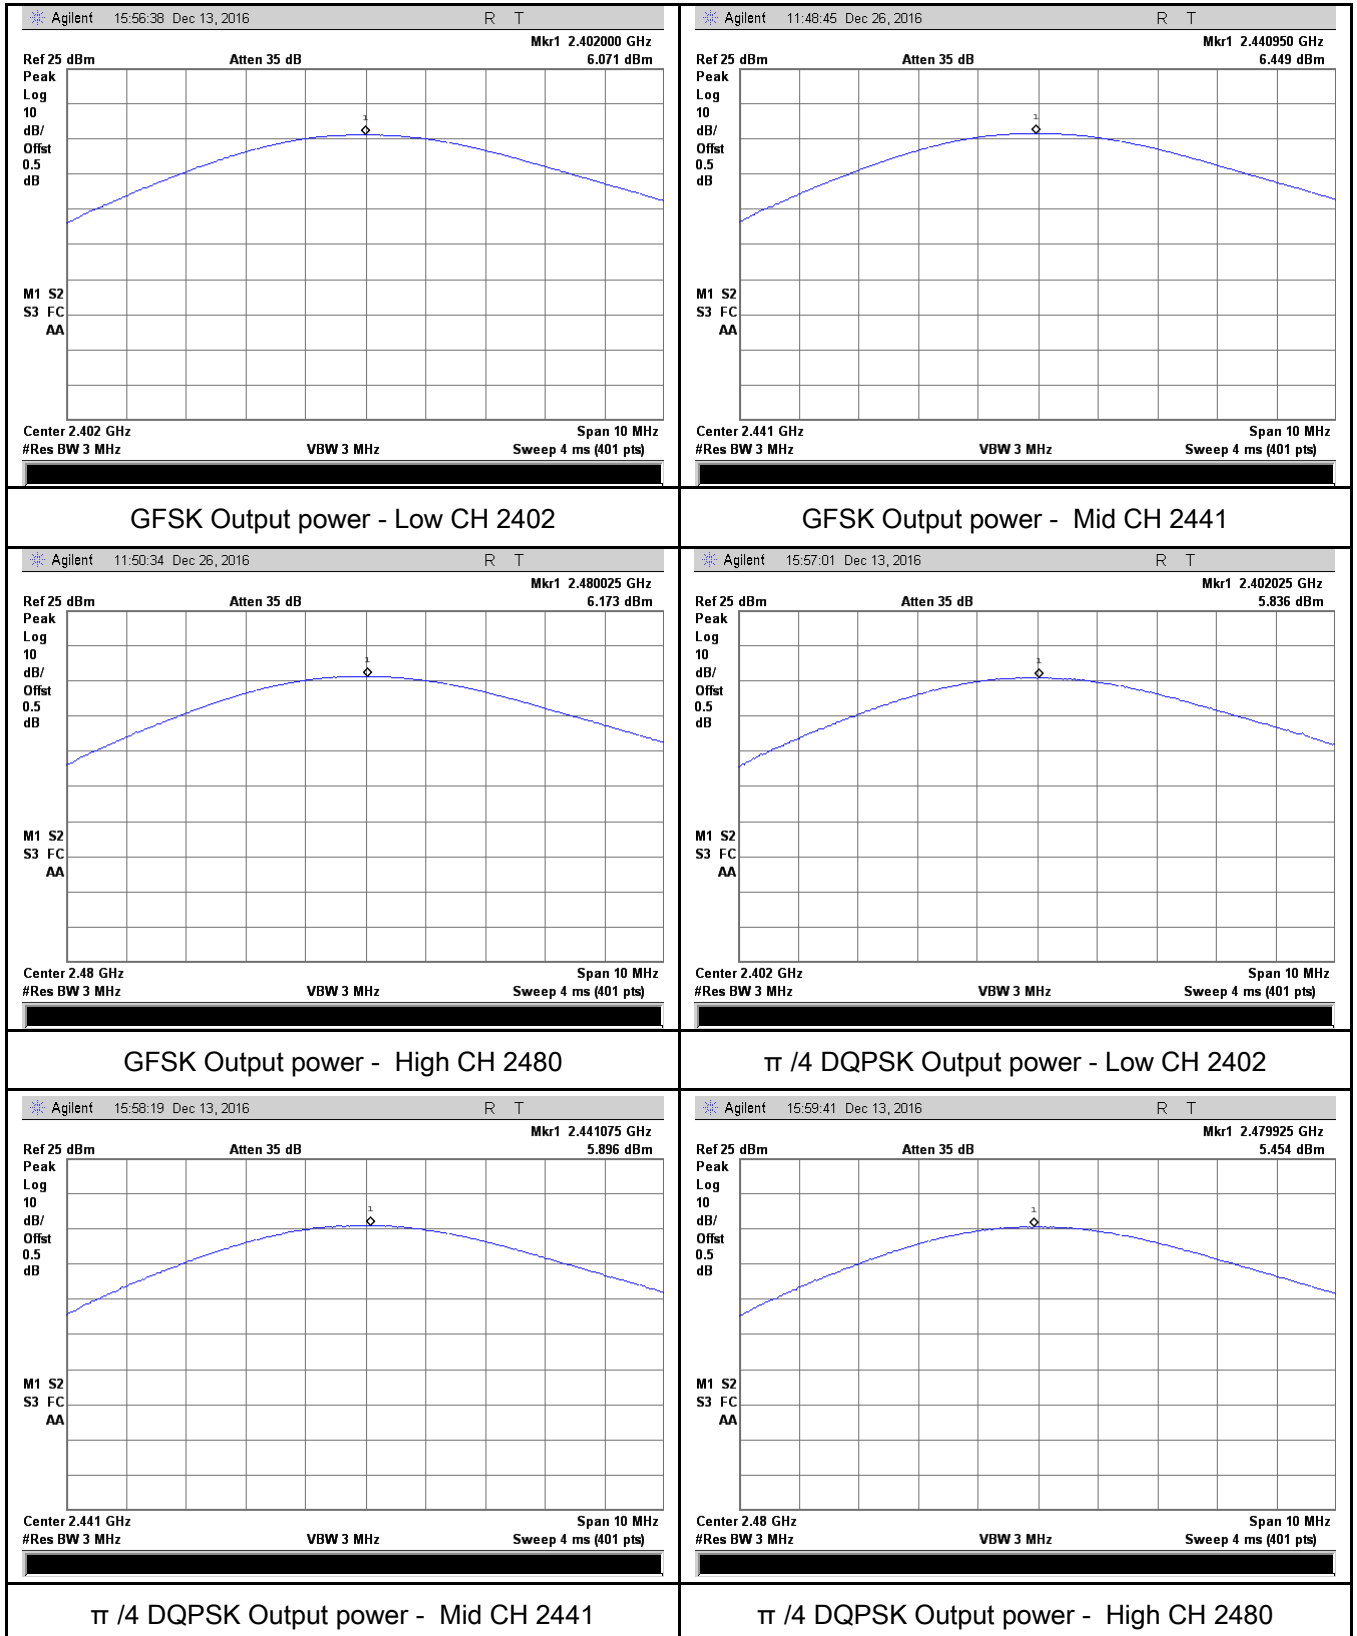 Agilent 15:56:38 Dec 13, 2016 R T
Mkr1 2.402000 GHz
Ref 25 dBm Atten 35 dB 6.071 dBm
Peak
Log
10
dB/
Offst
0.5
dB
1
M1 S2
S3 FC
AA
Center 2.402 GHz Span 10 MHz
#Res BW 3 MHz VBW 3 MHz Sweep 4 ms (401 pts)
GFSK Output power - Low CH 2402
Agilent 11:48:45 Dec 26, 2016 R T
Mkr1 2.440950 GHz
Ref 25 dBm Atten 35 dB 6.449 dBm
Peak
Log
10
dB/
Offst
0.5
dB
1
M1 S2
S3 FC
AA
Center 2.441 GHz Span 10 MHz
#Res BW 3 MHz VBW 3 MHz Sweep 4 ms (401 pts)
GFSK Output power - Mid CH 2441
Agilent 11:50:34 Dec 26, 2016 R T
Mkr1 2.480025 GHz
Ref 25 dBm Atten 35 dB 6.173 dBm
Peak
Log
10
dB/
Offst
0.5
dB
1
M1 S2
S3 FC
AA
Center 2.48 GHz Span 10 MHz
#Res BW 3 MHz VBW 3 MHz Sweep 4 ms (401 pts)
GFSK Output power - High CH 2480
Agilent 15:57:01 Dec 13, 2016 R T
Mkr1 2.402025 GHz
Ref 25 dBm Atten 35 dB 5.836 dBm
Peak
Log
10
dB/
Offst
0.5
dB
1
M1 S2
S3 FC
AA
Center 2.402 GHz Span 10 MHz
#Res BW 3 MHz VBW 3 MHz Sweep 4 ms (401 pts)
π /4 DQPSK Output power - Low CH 2402
Agilent 15:58:19 Dec 13, 2016 R T
Mkr1 2.441075 GHz
Ref 25 dBm Atten 35 dB 5.896 dBm
Peak
Log
10
dB/
Offst
0.5
dB
1
M1 S2
S3 FC
AA
Center 2.441 GHz Span 10 MHz
#Res BW 3 MHz VBW 3 MHz Sweep 4 ms (401 pts)
π /4 DQPSK Output power - Mid CH 2441
Agilent 15:59:41 Dec 13, 2016 R T
Mkr1 2.479925 GHz
Ref 25 dBm Atten 35 dB 5.454 dBm
Peak
Log
10
dB/
Offst
0.5
dB
1
M1 S2
S3 FC
AA
Center 2.48 GHz Span 10 MHz
#Res BW 3 MHz VBW 3 MHz Sweep 4 ms (401 pts)
π /4 DQPSK Output power - High CH 2480